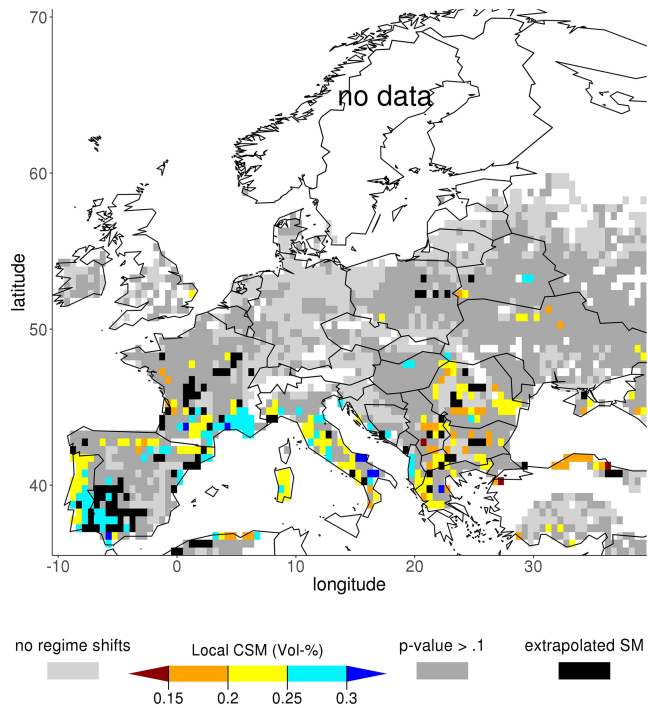 70
60
50
40
latitude
no data
-10 0 10 20 30
longitude
no regime shifts
Local CSM (Vol-%)
p-value > .1
extrapolated SM
0.15 0.2 0.25 0.3